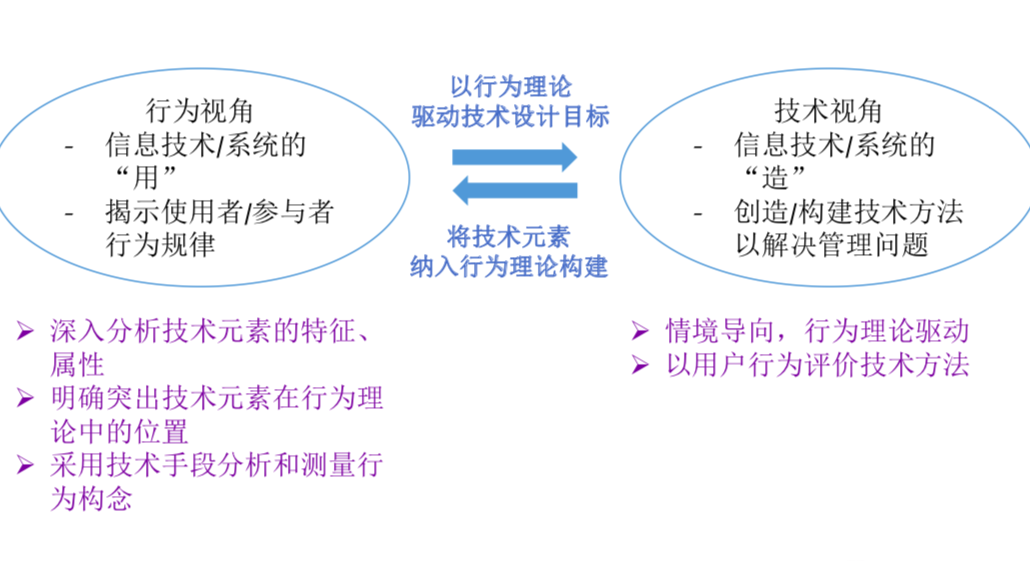 行为视角
- 信息技术/系统的
“用”
- 揭示使用者/参与者
行为规律
以行为理论
驱动技术设计目标
将技术元素
纳入行为理论构建
技术视角
- 信息技术/系统的
“造”
- 创造/构建技术方法
以解决管理问题
➢ 深入分析技术元素的特征、
属性
➢ 明确突出技术元素在行为理
论中的位置
➢ 采用技术手段分析和测量行
为构念
➢ 情境导向，行为理论驱动
➢ 以用户行为评价技术方法